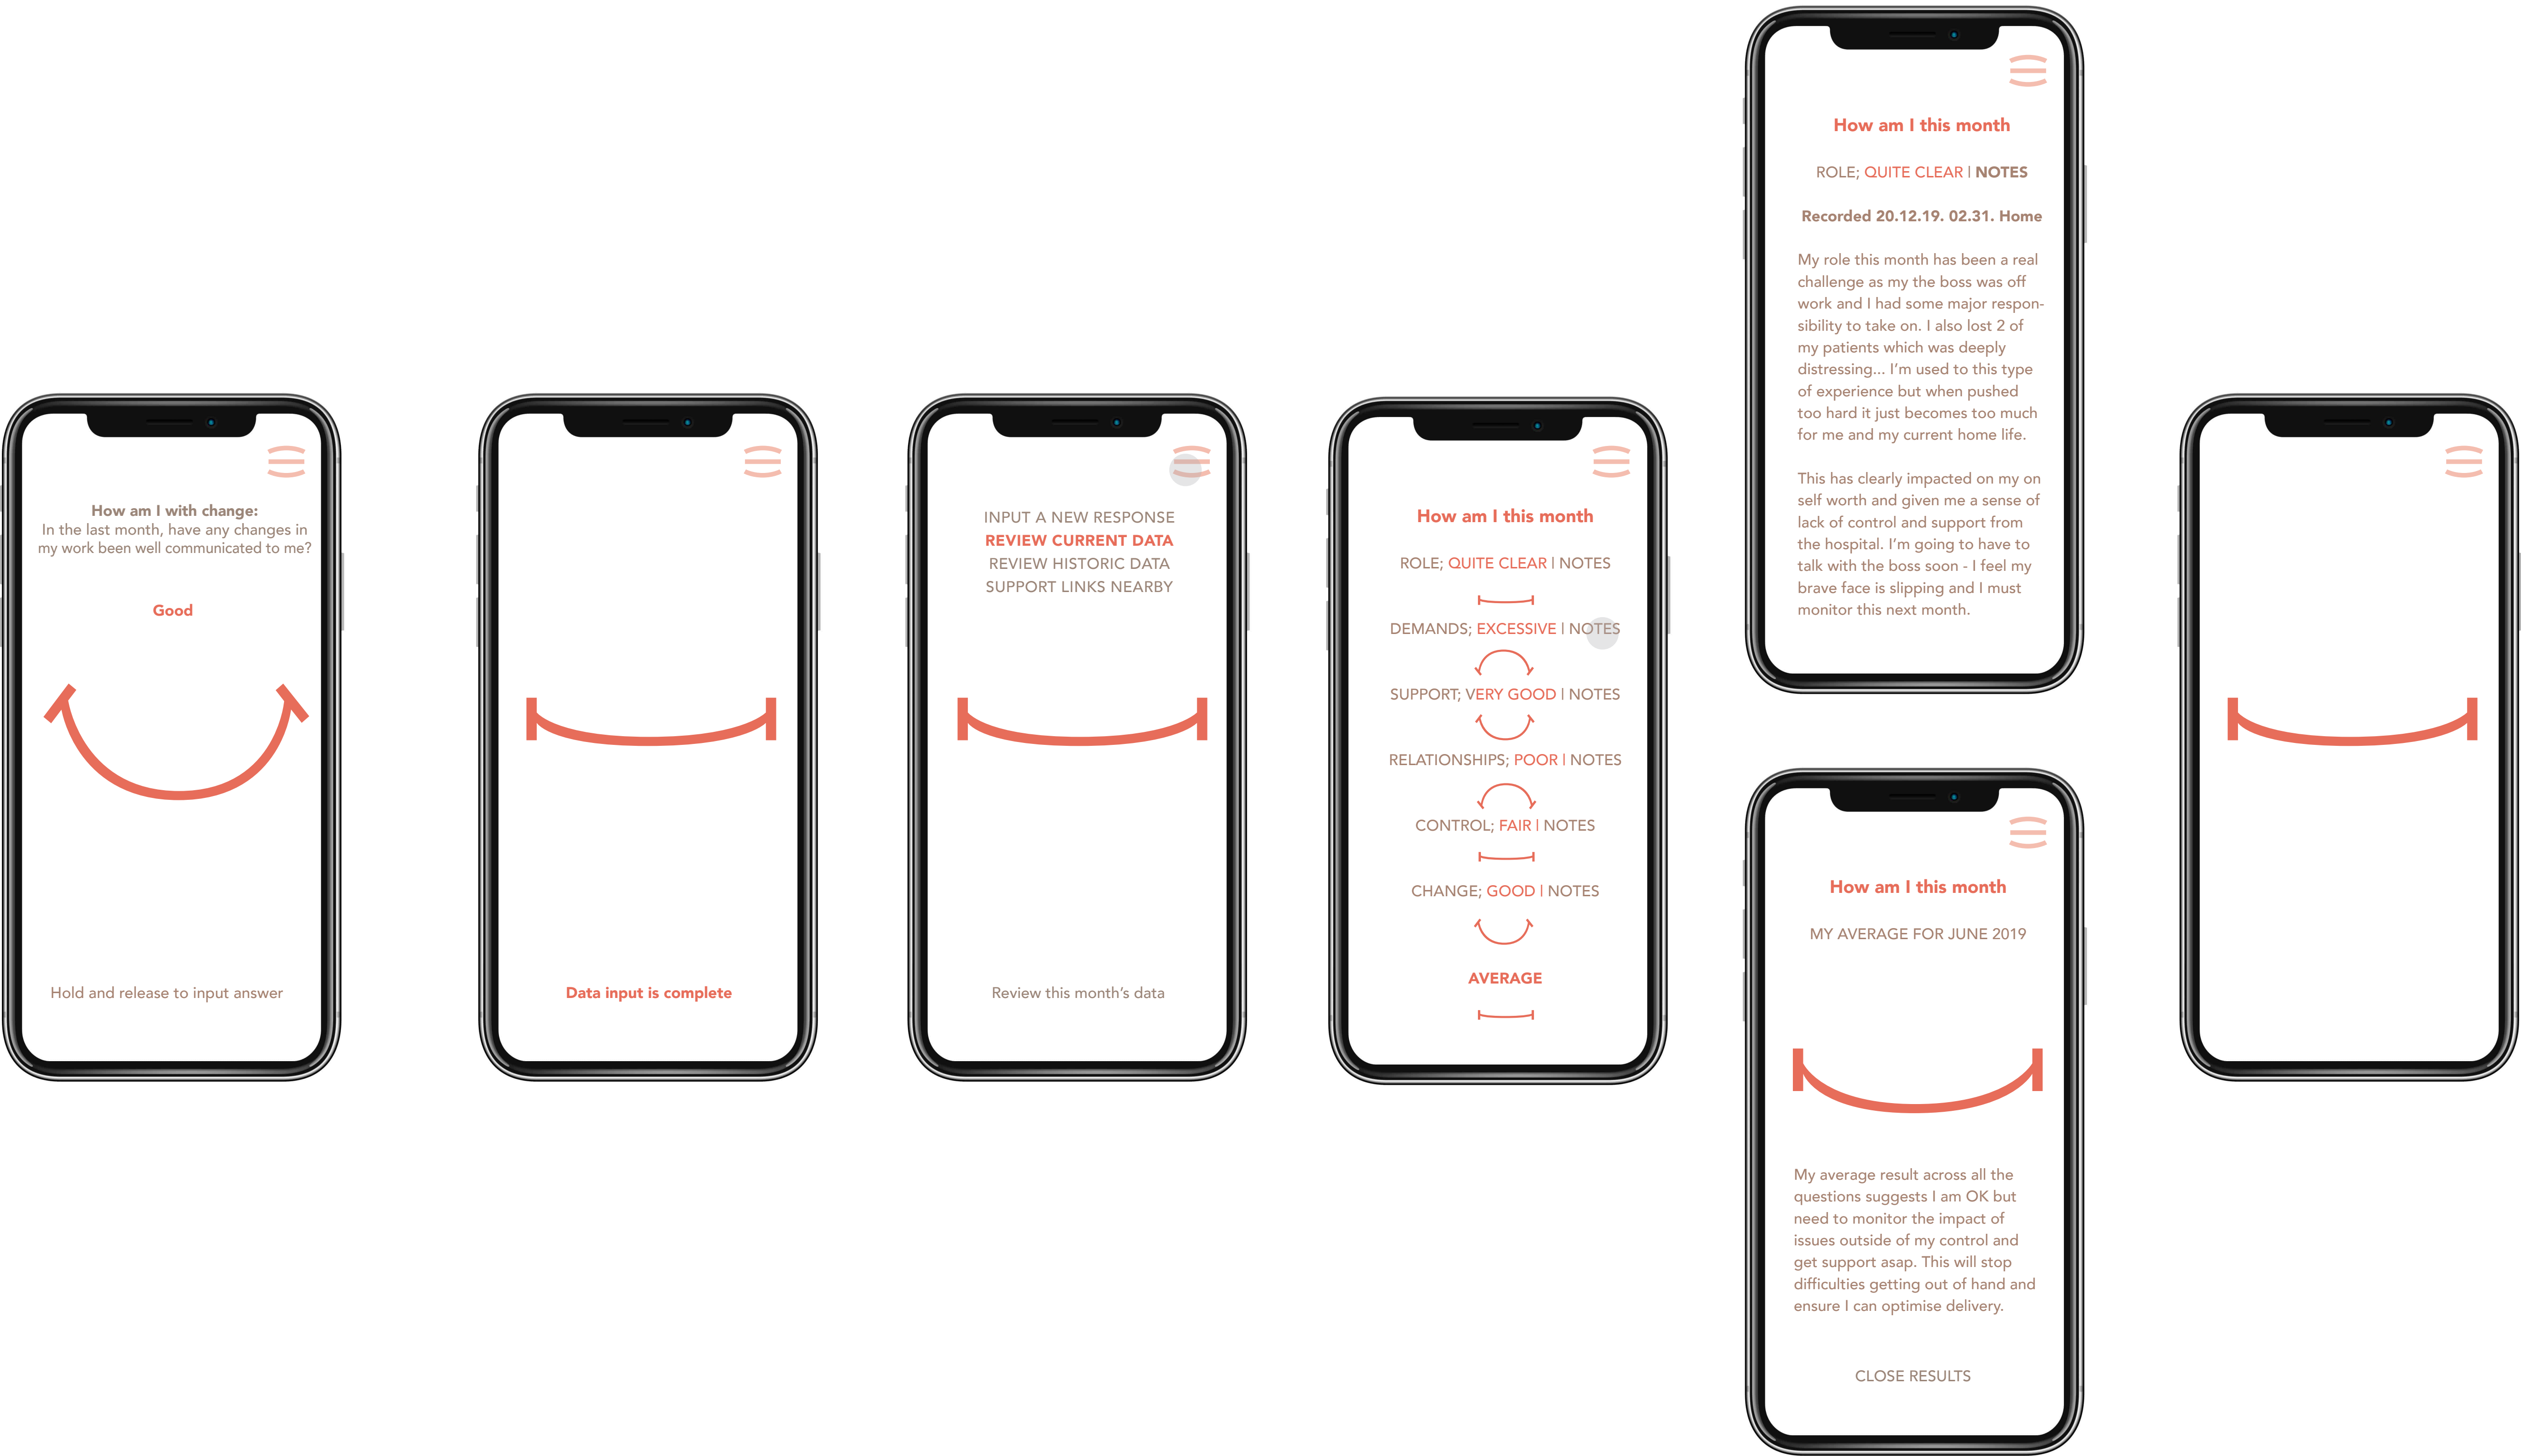 How am I with change:
In the last month, have any changes in
my work been well communicated to me?
Good
Hold and release to input answer
Data input is complete
INPUT A NEW RESPONSE
REVIEW CURRENT DATA
REVIEW HISTORIC DATA
SUPPORT LINKS NEARBY
Review this month's data
How am I this month
ROLE; QUITE CLEAR | NOTES
DEMANDS; EXCESSIVE | NOTES
SUPPORT; VERY GOOD | NOTES
RELATIONSHIPS; POOR | NOTES
CONTROL; FAIR | NOTES
CHANGE; GOOD | NOTES
AVERAGE
How am I this month
ROLE; QUITE CLEAR | NOTES
Recorded 20.12.19. 02.31. Home
My role this month has been a real
challenge as my the boss was off
work and I had some major respon-
sibility to take on. I also lost 2 of
my patients which was deeply
distressing... I'm used to this type
of experience but when pushed
too hard it just becomes too much
for me and my current home life.
This has clearly impacted on my on
self worth and given me a sense of
lack of control and support from
the hospital. I'm going to have to
talk with the boss soon - I feel my
brave face is slipping and I must
monitor this next month.
How am I this month
MY AVERAGE FOR JUNE 2019
My average result across all the
questions suggests I am OK but
need to monitor the impact of
issues outside of my control and
get support asap. This will stop
difficulties getting out of hand and
ensure I can optimise delivery.
CLOSE RESULTS